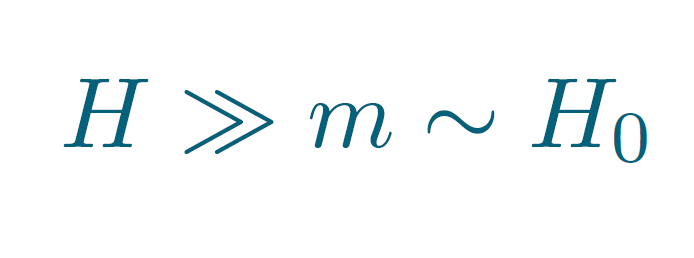 H ≫ m ∼ H₀